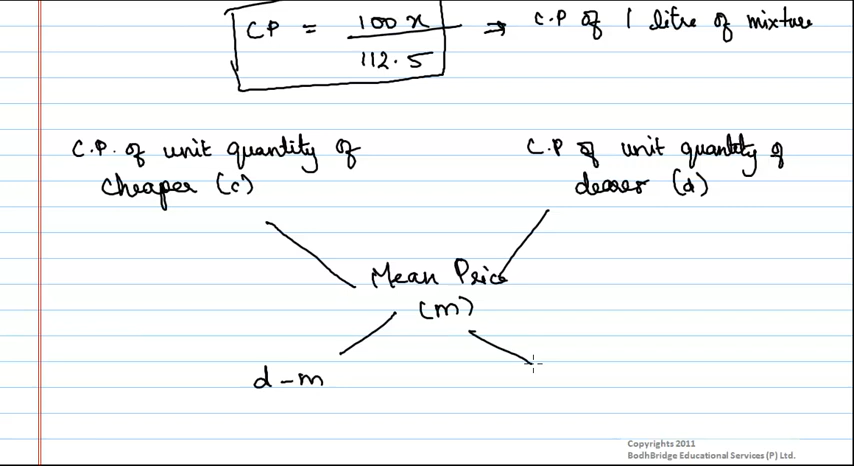 CP = 100x / 112.5 ⇒ C.P of 1 litre of mixture
C.P. of unit quantity of cheaper (c)
C.P of unit quantity of dearer (d)
Mean Price
(m)
d - m
Copyrights 2011
BodhBridge Educational Services (P) Ltd.